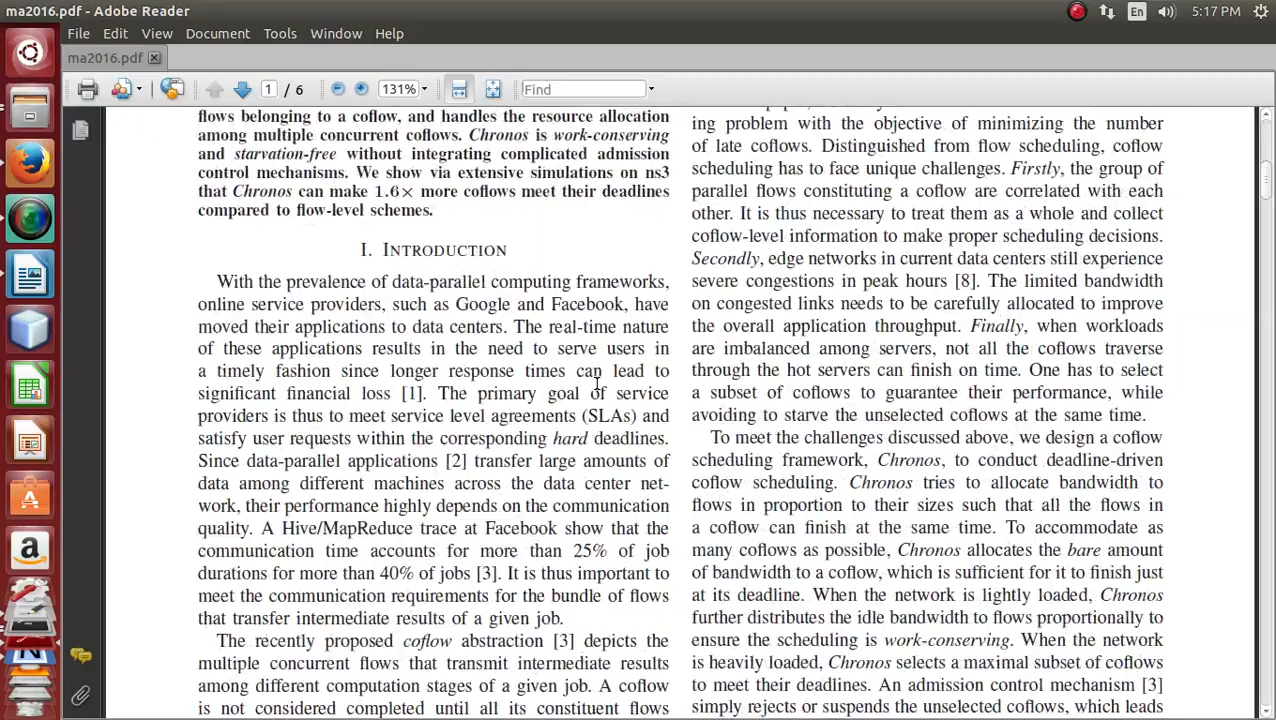 ma2016.pdf - Adobe Reader
En
5:17 PM
File Edit View Document Tools Window Help
ma2016.pdf
1 / 6
131%
Find
flows belonging to a coflow, and handles the resource allocation
among multiple concurrent coflows. Chronos is work-conserving
and starvation-free without integrating complicated admission
control mechanisms. We show via extensive simulations on ns3
that Chronos can make 1.6× more coflows meet their deadlines
compared to flow-level schemes.
I. INTRODUCTION
With the prevalence of data-parallel computing frameworks,
online service providers, such as Google and Facebook, have
moved their applications to data centers. The real-time nature
of these applications results in the need to serve users in
a timely fashion since longer response times can lead to
significant financial loss [1]. The primary goal of service
providers is thus to meet service level agreements (SLAs) and
satisfy user requests within the corresponding hard deadlines.
Since data-parallel applications [2] transfer large amounts of
data among different machines across the data center net-
work, their performance highly depends on the communication
quality. A Hive/MapReduce trace at Facebook show that the
communication time accounts for more than 25% of job
durations for more than 40% of jobs [3]. It is thus important to
meet the communication requirements for the bundle of flows
that transfer intermediate results of a given job.
The recently proposed coflow abstraction [3] depicts the
multiple concurrent flows that transmit intermediate results
among different computation stages of a given job. A coflow
is not considered completed until all its constituent flows
ing problem with the objective of minimizing the number
of late coflows. Distinguished from flow scheduling, coflow
scheduling has to face unique challenges. Firstly, the group of
parallel flows constituting a coflow are correlated with each
other. It is thus necessary to treat them as a whole and collect
coflow-level information to make proper scheduling decisions.
Secondly, edge networks in current data centers still experience
severe congestions in peak hours [8]. The limited bandwidth
on congested links needs to be carefully allocated to improve
the overall application throughput. Finally, when workloads
are imbalanced among servers, not all the coflows traverse
through the hot servers can finish on time. One has to select
a subset of coflows to guarantee their performance, while
avoiding to starve the unselected coflows at the same time.
To meet the challenges discussed above, we design a coflow
scheduling framework, Chronos, to conduct deadline-driven
coflow scheduling. Chronos tries to allocate bandwidth to
flows in proportion to their sizes such that all the flows in
a coflow can finish at the same time. To accommodate as
many coflows as possible, Chronos allocates the bare amount
of bandwidth to a coflow, which is sufficient for it to finish just
at its deadline. When the network is lightly loaded, Chronos
further distributes the idle bandwidth to flows proportionally to
ensure the scheduling is work-conserving. When the network
is heavily loaded, Chronos selects a maximal subset of coflows
to meet their deadlines. An admission control mechanism [3]
simply rejects or suspends the unselected coflows, which leads